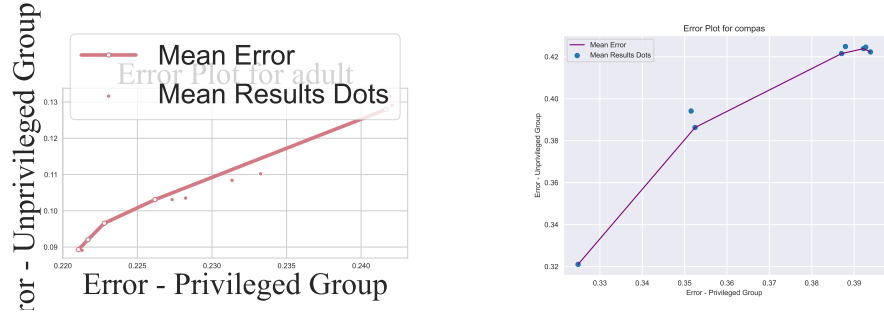 Mean Error
Error Plot for adult
Mean Results Dots
0.13
0.12
0.11
0.10
0.09
0.220 0.225 0.230 0.235 0.240
Error - Privileged Group
ror - Unprivileged Group
Error Plot for compas
Mean Error
Mean Results Dots
0.42
0.40
0.38
0.36
0.34
0.32
0.33 0.34 0.35 0.36 0.37 0.38 0.39
Error - Privileged Group
Error - Unprivileged Group